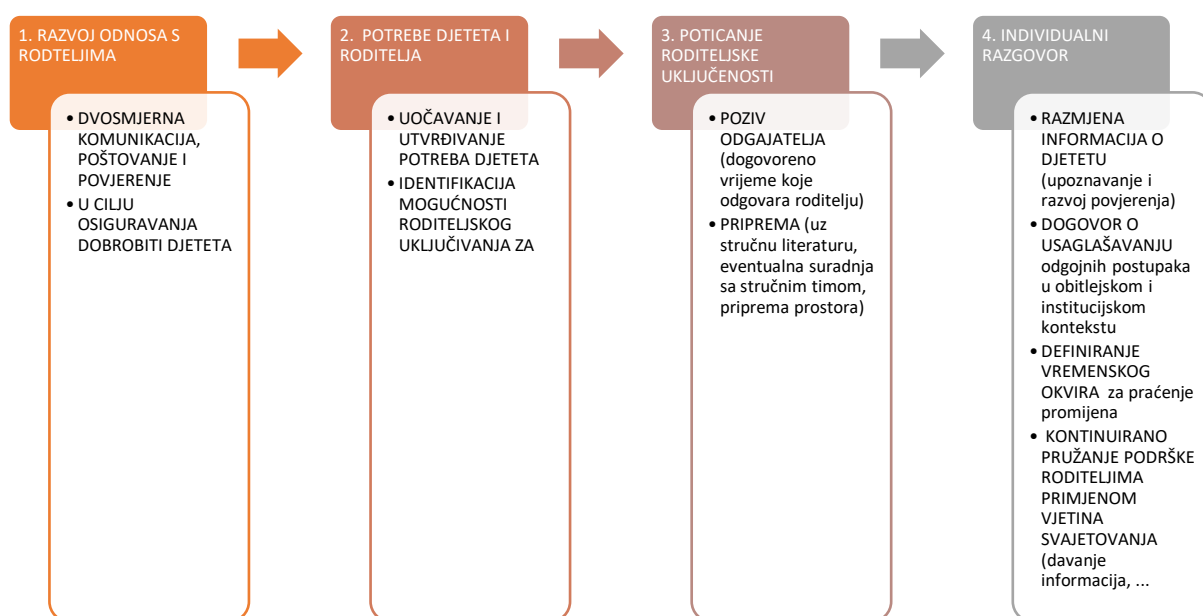 1. RAZVOJ ODNOSA S
RODTELJIMA
• DVOSMJERNA
KOMUNIKACIJA,
POŠTOVANJE I
POVJERENJE
• U CILJU
OSIGURAVANJA
DOBROBITI DJETETA
2. POTREBE DJETETA I
RODITELJA
• UOČAVANJE I
UTVRĐIVANJE
POTREBA DJETETA
• IDENTIFIKACIJA
MOGUĆNOSTI
RODITELJSKOG
UKLJUČIVANJA ZA
3. POTICANJE
RODITELJSKE
UKLJUČENOSTI
• POZIV
ODGAJATELJA
(dogovoreno
vrijeme koje
odgovara roditelju)
• PRIPREMA (uz
stručnu literaturu,
eventualna suradnja
sa stručnim timom,
priprema prostora)
4. INDIVIDUALNI
RAZGOVOR
• RAZMJENA
INFORMACIJA O
DJETETU
(upoznavanje i
razvoj povjerenja)
• DOGOVOR O
USAGLAŠAVANJU
odgojnih postupaka
u obitlejskom i
institucijskom
kontekstu
• DEFINIRANJE
VREMENSKOG
OKVIRA za praćenje
promijena
• KONTINUIRANO
PRUŽANJE PODRŠKE
RODITELJIMA
PRIMJENOM
VJETINA
SVAJETOVANJA
(davanje
informacija, ...